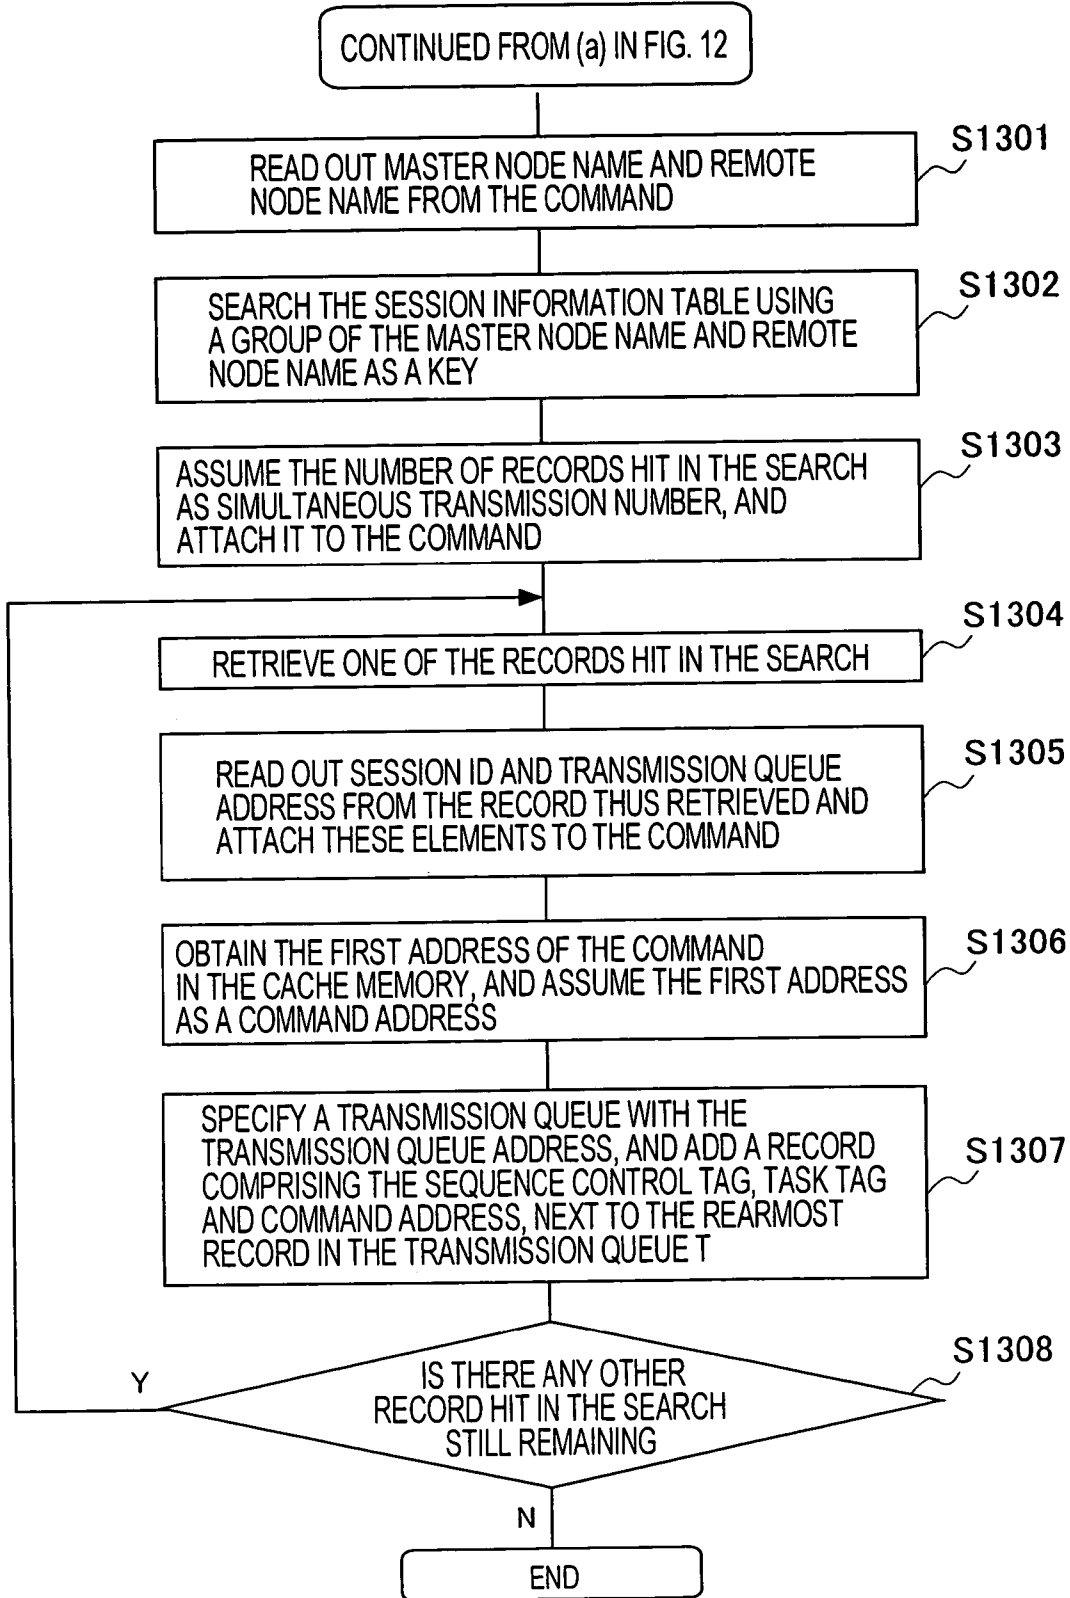 CONTINUED FROM (a) IN FIG. 12
S1301
READ OUT MASTER NODE NAME AND REMOTE
NODE NAME FROM THE COMMAND
S1302
SEARCH THE SESSION INFORMATION TABLE USING
A GROUP OF THE MASTER NODE NAME AND REMOTE
NODE NAME AS A KEY
S1303
ASSUME THE NUMBER OF RECORDS HIT IN THE SEARCH
AS SIMULTANEOUS TRANSMISSION NUMBER, AND
ATTACH IT TO THE COMMAND
S1304
RETRIEVE ONE OF THE RECORDS HIT IN THE SEARCH
S1305
READ OUT SESSION ID AND TRANSMISSION QUEUE
ADDRESS FROM THE RECORD THUS RETRIEVED AND
ATTACH THESE ELEMENTS TO THE COMMAND
S1306
OBTAIN THE FIRST ADDRESS OF THE COMMAND
IN THE CACHE MEMORY, AND ASSUME THE FIRST ADDRESS
AS A COMMAND ADDRESS
S1307
SPECIFY A TRANSMISSION QUEUE WITH THE
TRANSMISSION QUEUE ADDRESS, AND ADD A RECORD
COMPRISING THE SEQUENCE CONTROL TAG, TASK TAG
AND COMMAND ADDRESS, NEXT TO THE REARMOST
RECORD IN THE TRANSMISSION QUEUE T
S1308
Y
IS THERE ANY OTHER
RECORD HIT IN THE SEARCH
STILL REMAINING
N
END